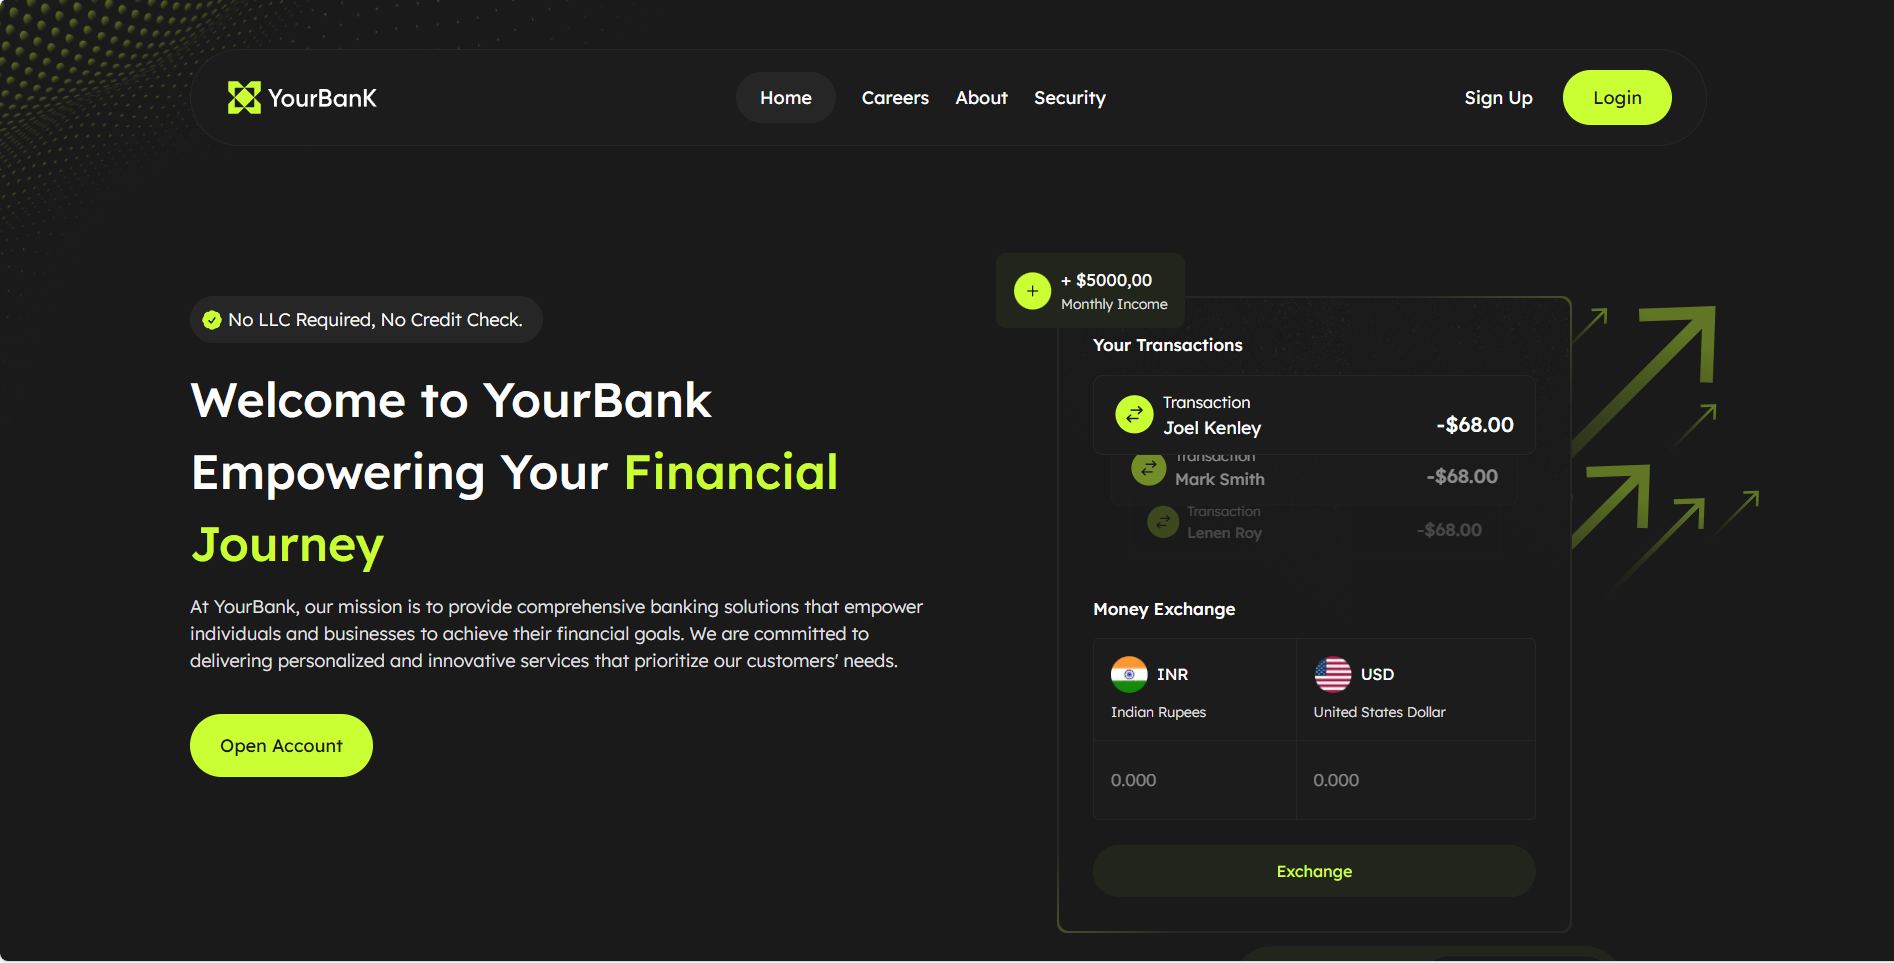 YourBanK
Home
Careers
About
Security
Sign Up
Login
No LLC Required, No Credit Check.
Welcome to YourBank
Empowering Your Financial
Journey
At YourBank, our mission is to provide comprehensive banking solutions that empower
individuals and businesses to achieve their financial goals. We are committed to
delivering personalized and innovative services that prioritize our customers' needs.
Open Account
+ $5000,00
Monthly Income
Your Transactions
Transaction
Joel Kenley
-$68.00
Transaction
Mark Smith
-$68.00
Transaction
Lenen Roy
-$68.00
Money Exchange
INR
Indian Rupees
USD
United States Dollar
0.000
0.000
Exchange